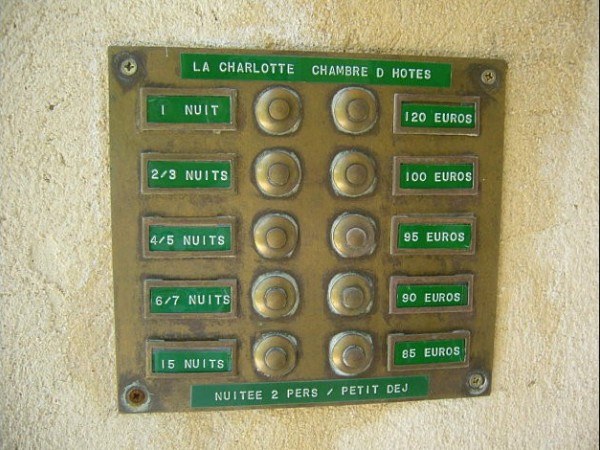 LA CHARLOTTE CHAMBRE D HOTES
1 NUIT 120 EUROS
2/3 NUITS 100 EUROS
4/5 NUITS 95 EUROS
6/7 NUITS 90 EUROS
15 NUITS 85 EUROS
NUITEE 2 PERS / PETIT DEJ